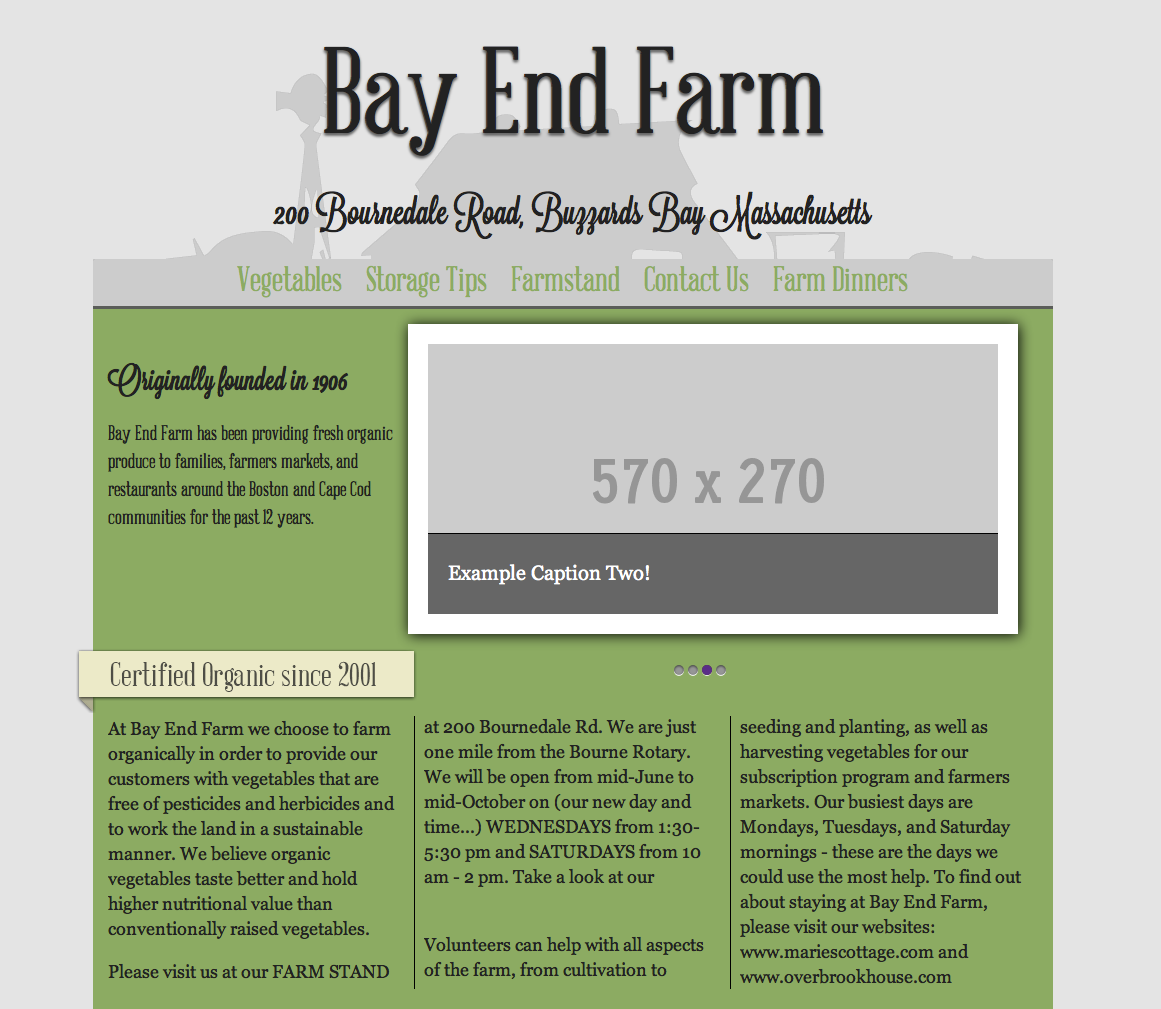 Bay End Farm
200 Bournedale Road, Buzzards Bay Massachusetts
Vegetables Storage Tips Farmstand Contact Us Farm Dinners
Originally founded in 1906
Bay End Farm has been providing fresh organic
produce to families, farmers markets, and
restaurants around the Boston and Cape Cod
communities for the past 12 years.
570 x 270
Example Caption Two!
Certified Organic since 2001
At Bay End Farm we choose to farm
organically in order to provide our
customers with vegetables that are
free of pesticides and herbicides and
to work the land in a sustainable
manner. We believe organic
vegetables taste better and hold
higher nutritional value than
conventionally raised vegetables.
Please visit us at our FARM STAND
at 200 Bournedale Rd. We are just
one mile from the Bourne Rotary.
We will be open from mid-June to
mid-October on (our new day and
time...) WEDNESDAYS from 1:30-
5:30 pm and SATURDAYS from 10
am - 2 pm. Take a look at our
Volunteers can help with all aspects
of the farm, from cultivation to
seeding and planting, as well as
harvesting vegetables for our
subscription program and farmers
markets. Our busiest days are
Mondays, Tuesdays, and Saturday
mornings - these are the days we
could use the most help. To find out
about staying at Bay End Farm,
please visit our websites:
www.mariescottage.com and
www.overbrookhouse.com